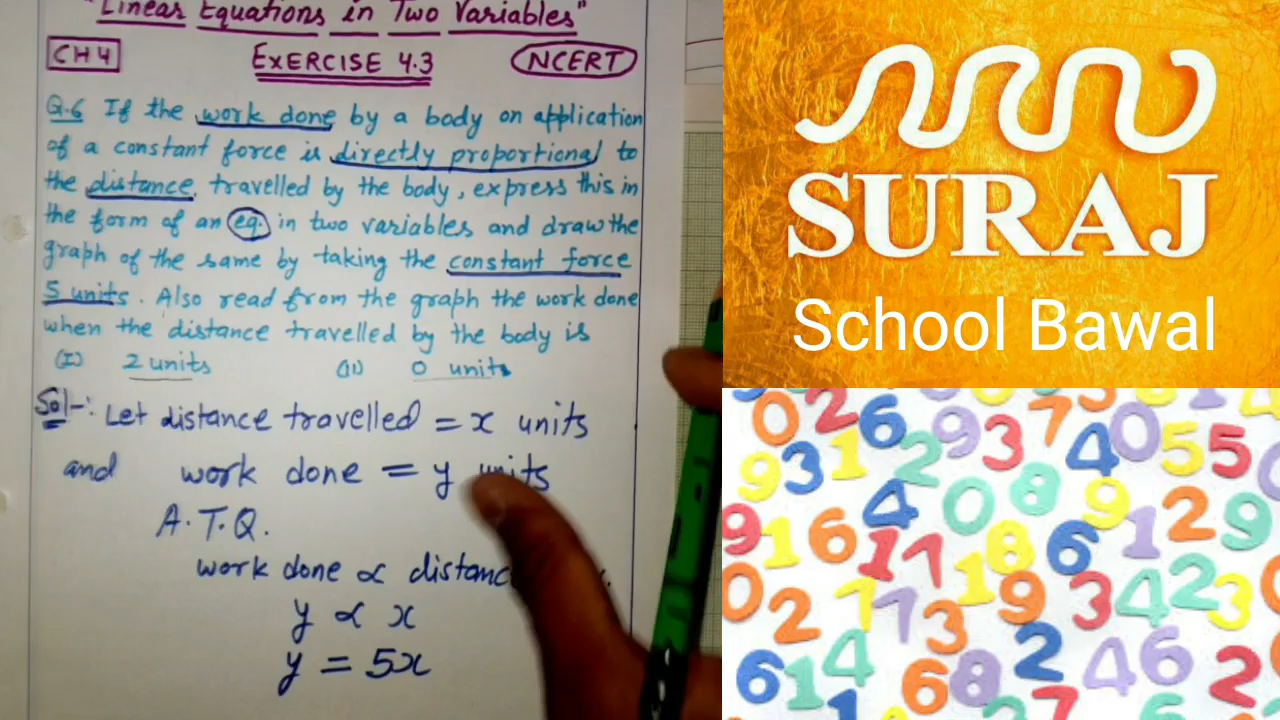 "Linear Equations in Two Variables"
CH 4 EXERCISE 4.3 NCERT
Q.6 If the work done by a body on application
of a constant force is directly proportional to
the distance travelled by the body, express this in
the form of an eq. in two variables and draw the
graph of the same by taking the constant force
5 units. Also read from the graph the work done
when the distance travelled by the body is
(I) 2 units (II) 0 units
Sol-: Let distance travelled = x units
and work done = y units
A.T.Q.
work done ∝ distanc
y ∝ x
y = 5x
SURAJ
School Bawal